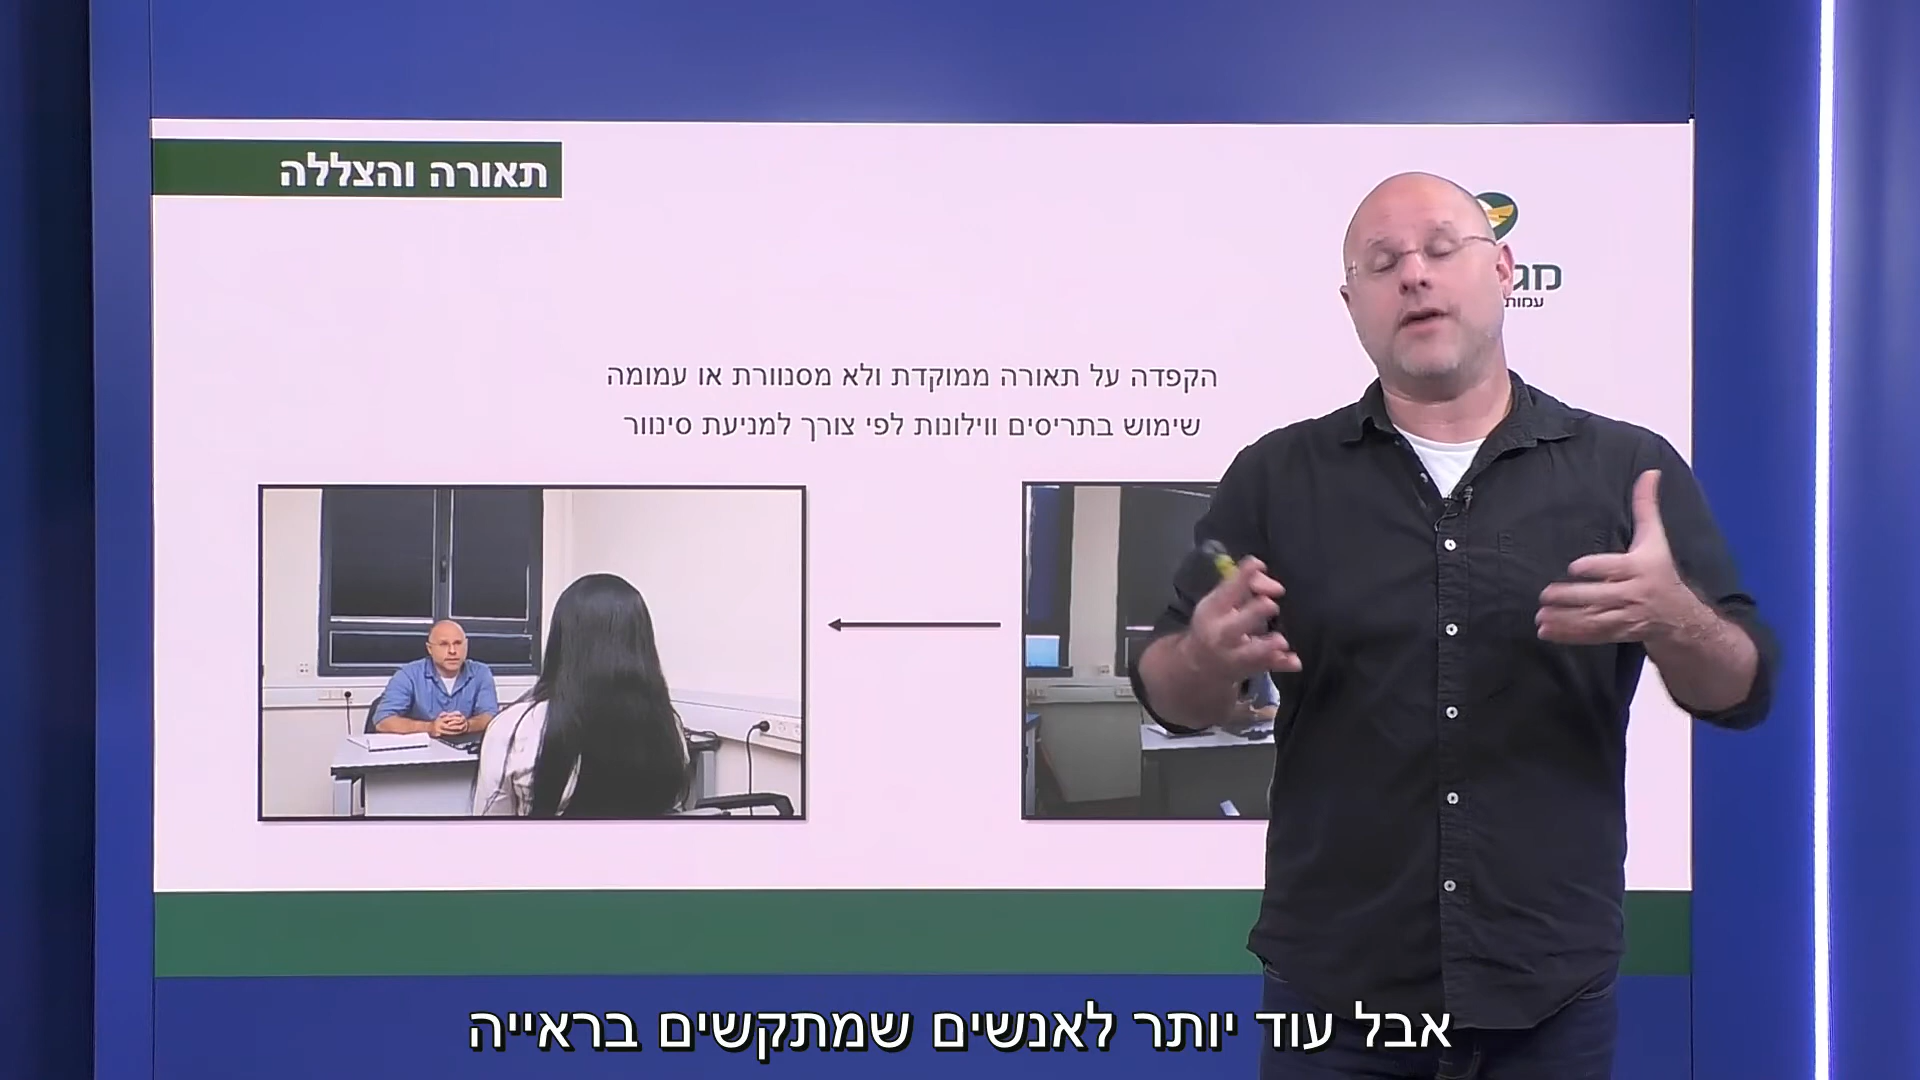 תאורה והצללה
עמות
הקפדה על תאורה ממוקדת ולא מסנוורת או עמומה
שימוש בתריסים ווילונות לפי צורך למניעת סינוור
אבל עוד יותר לאנשים שמתקשים בראייה